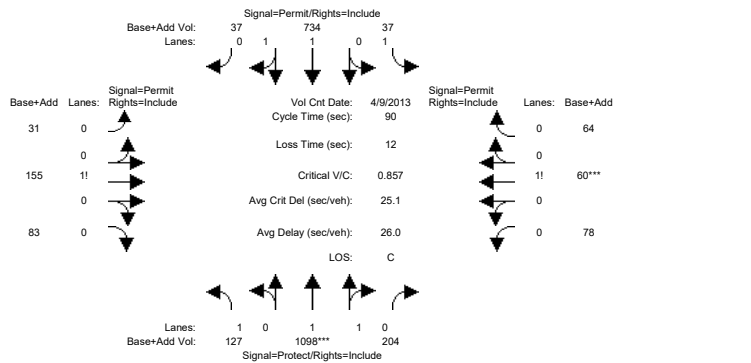 Signal=Permit/Rights=Include
Base+Add Vol: 37 734 37
Lanes: 0 1 1 0 1
Signal=Permit
Base+Add Lanes: Rights=Include
Vol Cnt Date: 4/9/2013
Signal=Permit
Rights=Include Lanes: Base+Add
Cycle Time (sec): 90
31 0
0 64
Loss Time (sec): 12
0
0
155 1!
Critical V/C: 0.857
1! 60***
0
Avg Crit Del (sec/veh): 25.1
0
83 0
Avg Delay (sec/veh): 26.0
0 78
LOS: C
Lanes: 1 0 1 1 0
Base+Add Vol: 127 1098*** 204
Signal=Protect/Rights=Include